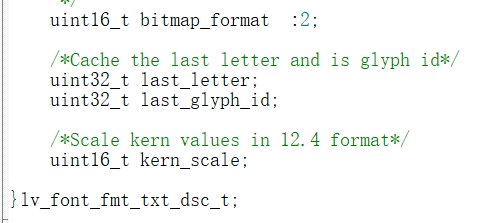 */
uint16_t bitmap_format  :2;
/*Cache the last letter and is glyph id*/
uint32_t last_letter;
uint32_t last_glyph_id;
/*Scale kern values in 12.4 format*/
uint16_t kern_scale;
}lv_font_fmt_txt_dsc_t;